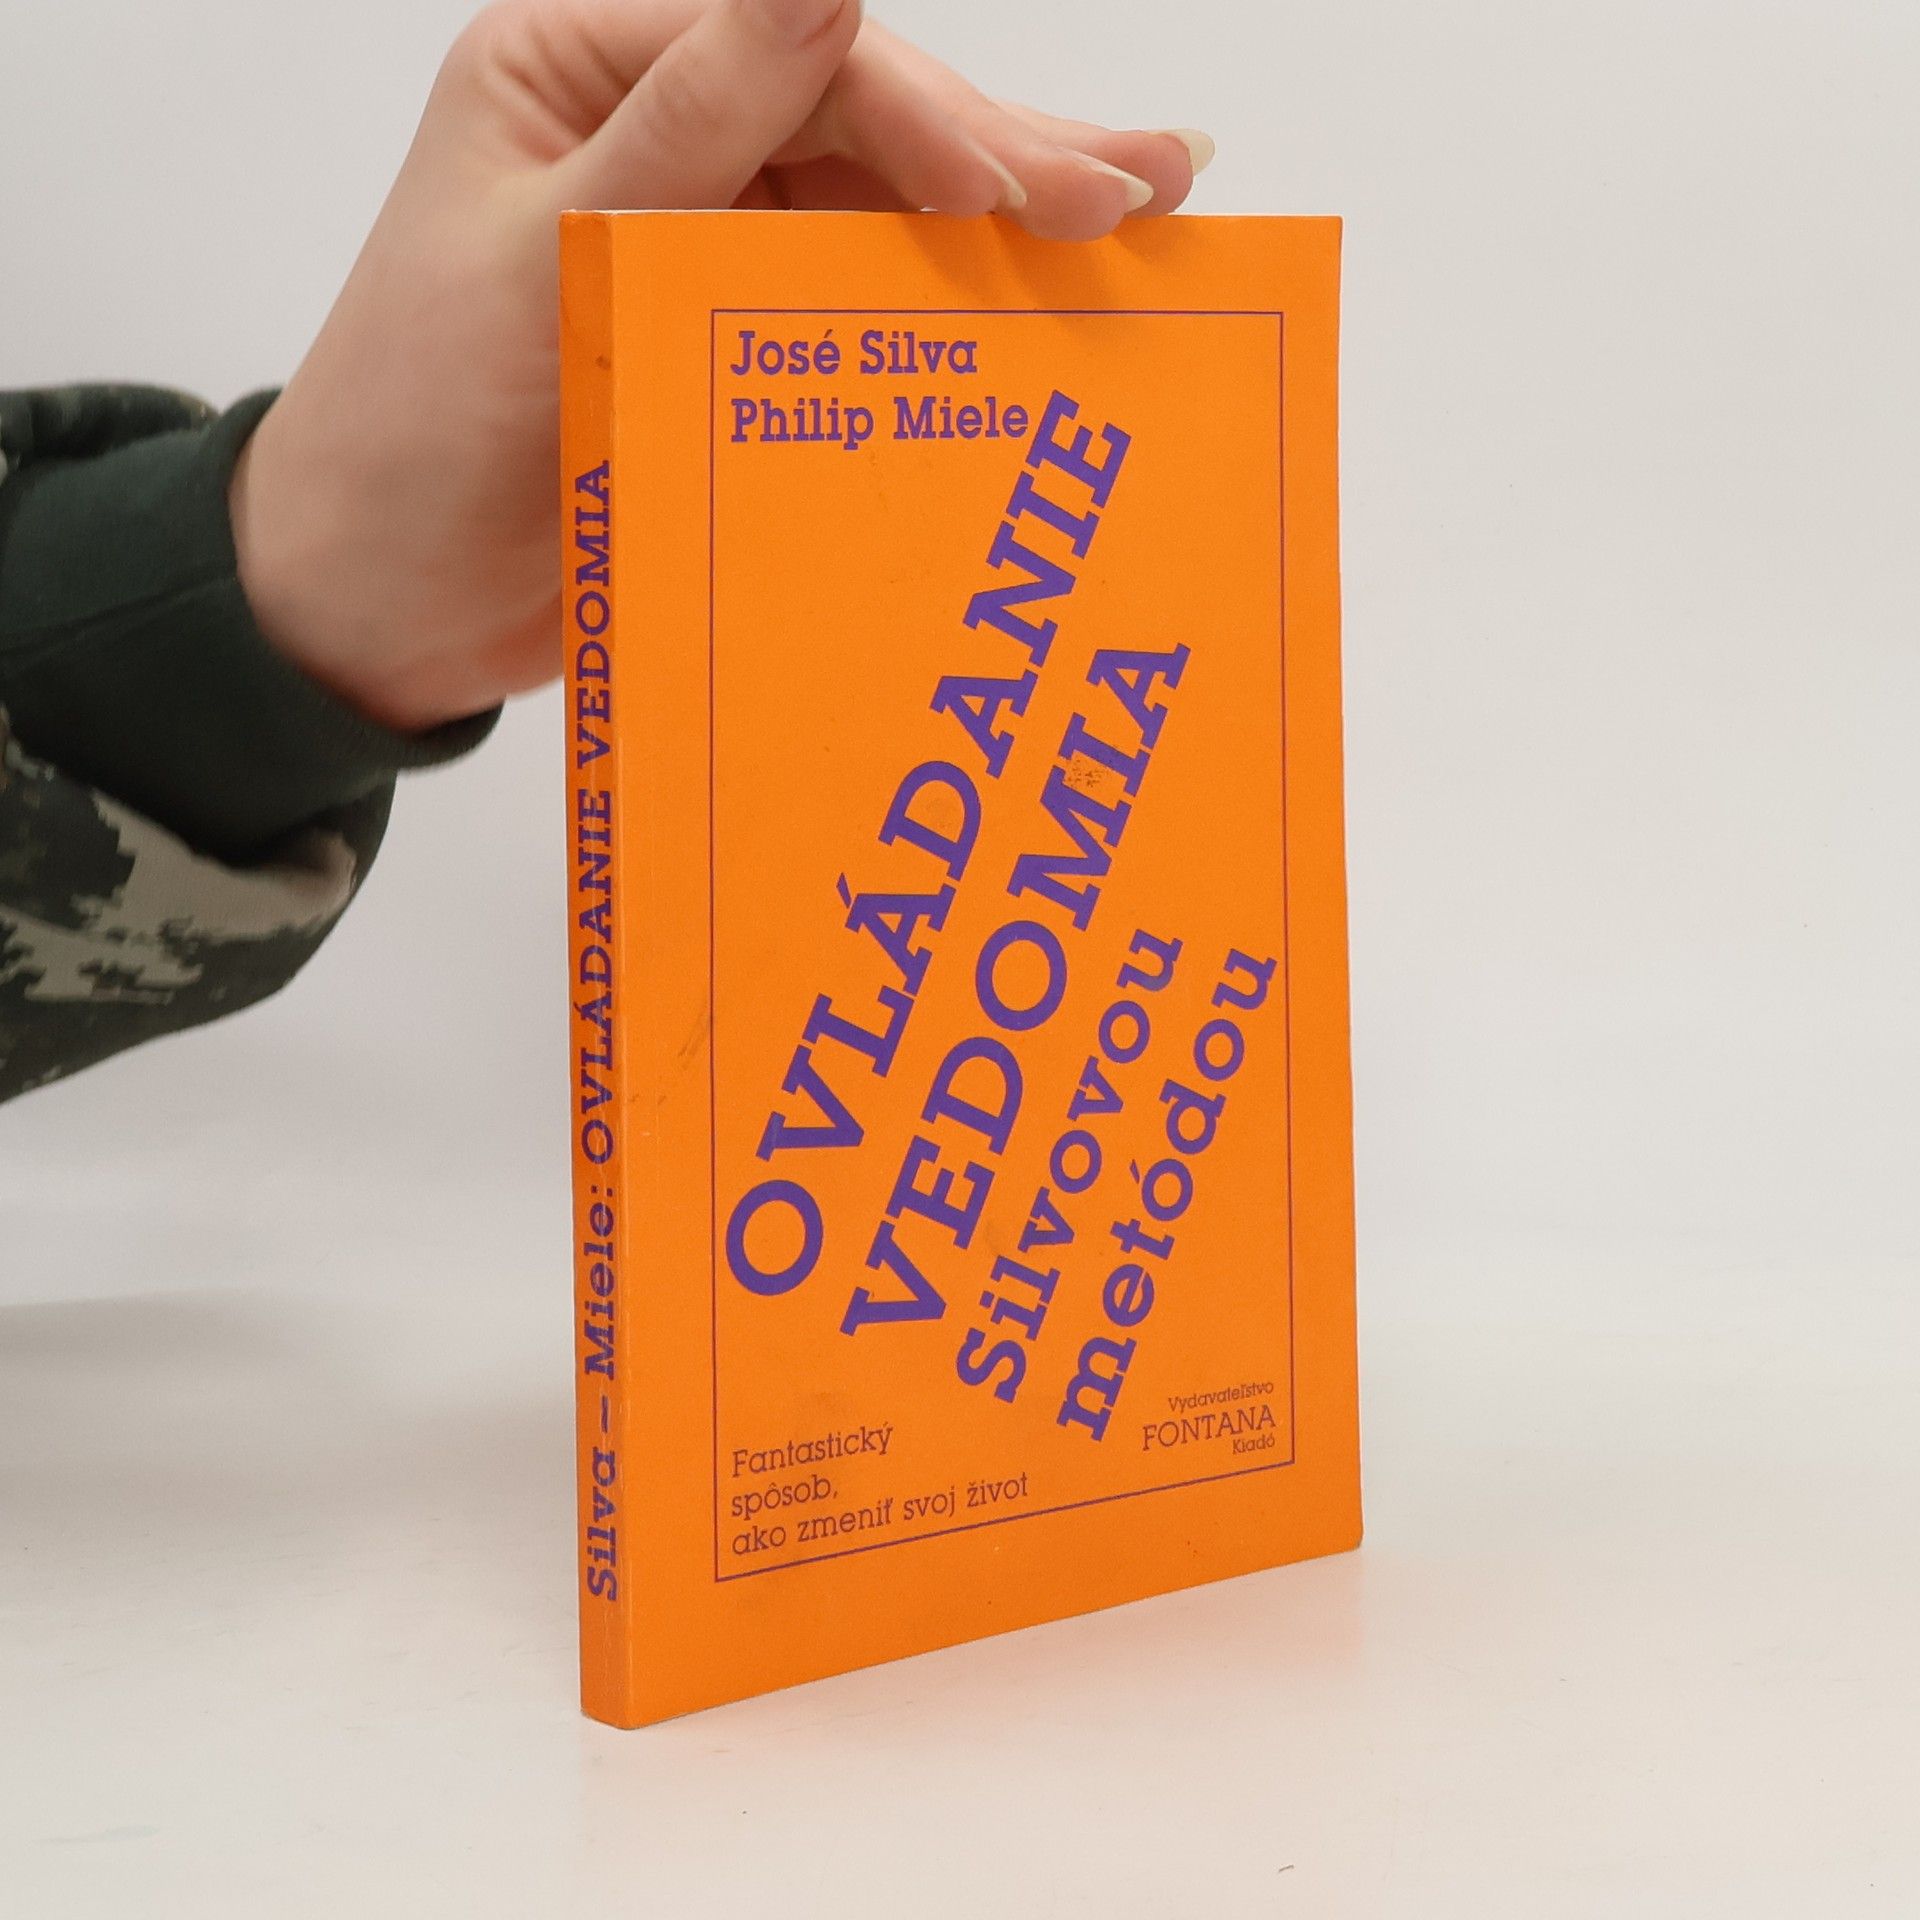 José Silva
Philip Miele
OVLÁDANIE
VEDOMIA
Silvovou
metódou
Fantastický
spôsob,
ako zmeniť svoj život
Vydavateľstvo
FONTANA
Kiadó
Silva – Miele: OVLÁDANIE VEDOMIA